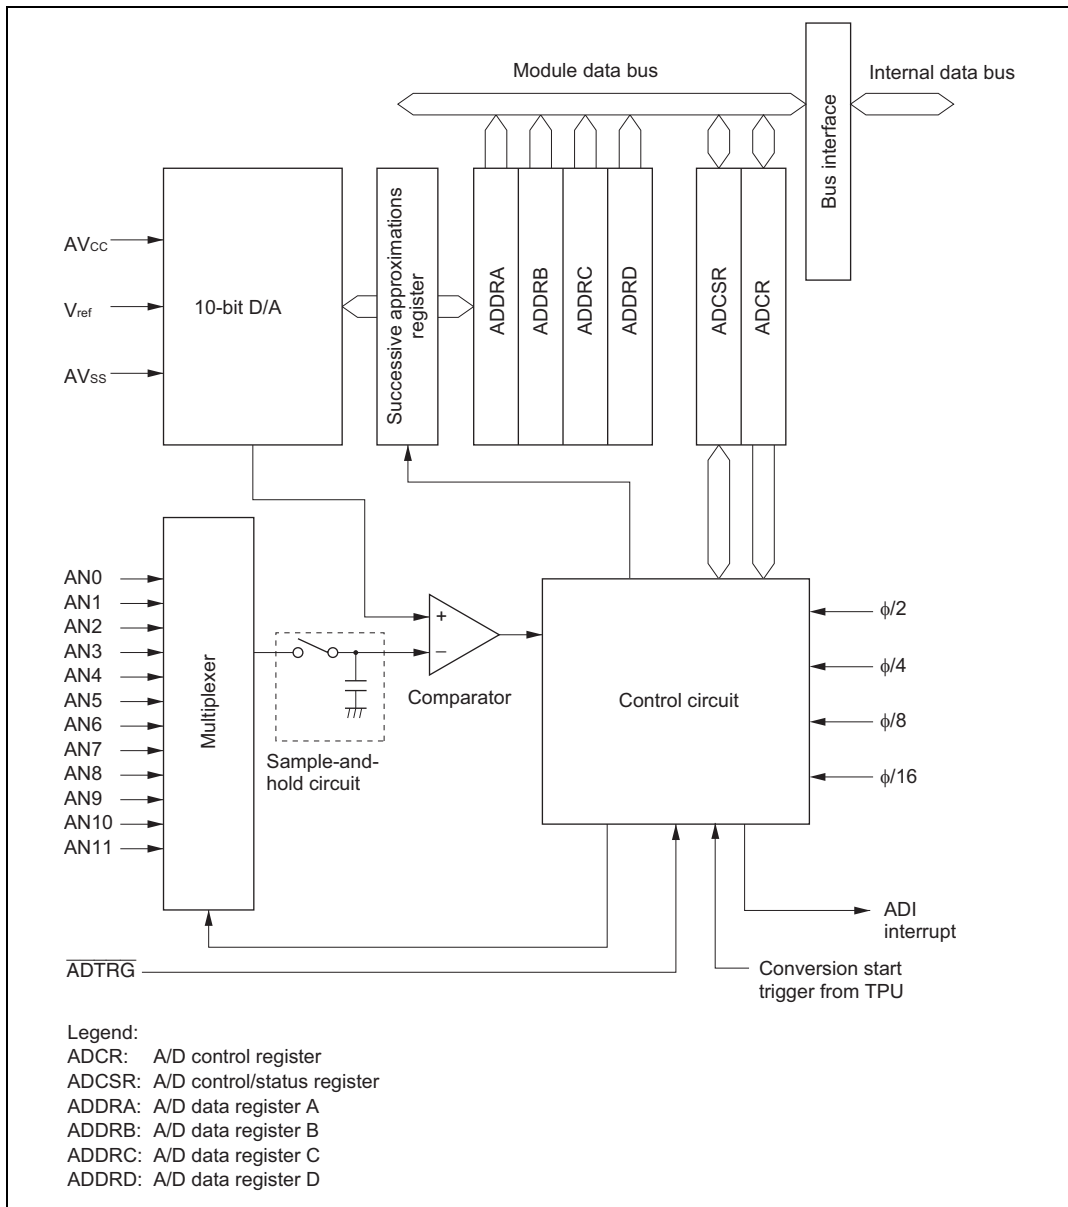 Module data bus
Internal data bus
Bus interface
AVCC
Vref
AVSS
10-bit D/A
Successive approximations
register
ADDRA
ADDRB
ADDRC
ADDRD
ADCSR
ADCR
AN0
AN1
AN2
AN3
AN4
AN5
AN6
AN7
AN8
AN9
AN10
AN11
Multiplexer
Sample-and-
hold circuit
+
–
Comparator
Control circuit
ϕ/2
ϕ/4
ϕ/8
ϕ/16
ADI
interrupt
ADTRG
Conversion start
trigger from TPU
Legend:
ADCR: A/D control register
ADCSR: A/D control/status register
ADDRA: A/D data register A
ADDRB: A/D data register B
ADDRC: A/D data register C
ADDRD: A/D data register D